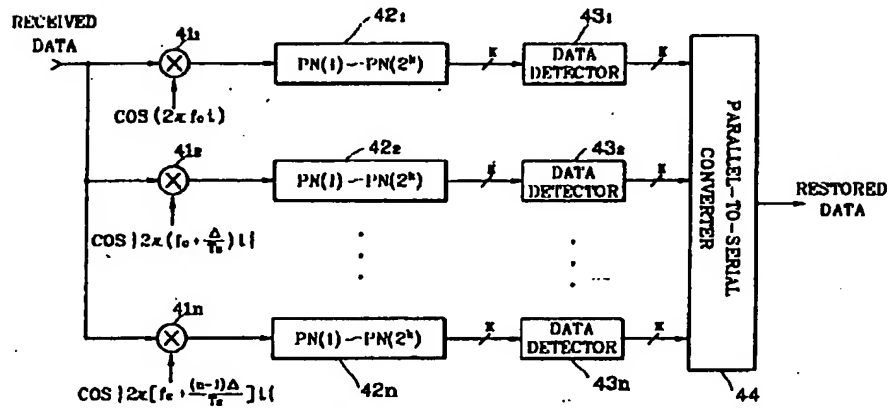 RECEIVED
DATA
41₁
COS(2πf₀t)
42₁
PN(1)~PN(2ᵏ)
K
43₁
DATA
DETECTOR
K
41₂
COS{2π(f₀+Δ/Tₛ)t}
42₂
PN(1)~PN(2ᵏ)
K
43₂
DATA
DETECTOR
K
41n
COS{2π[f₀+(n-1)Δ/Tₛ]t}
PN(1)~PN(2ᵏ)
42n
K
DATA
DETECTOR
43n
K
PARALLEL-TO-SERIAL
CONVERTER
44
RESTORED
DATA